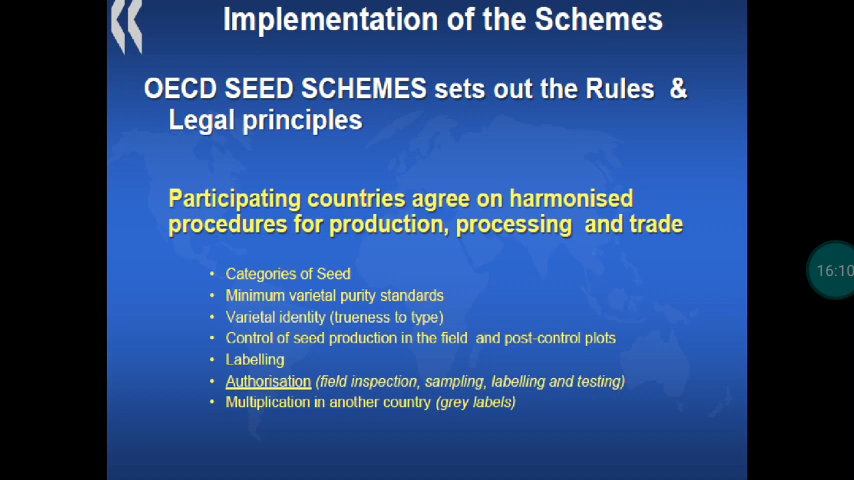 Implementation of the Schemes
OECD SEED SCHEMES sets out the Rules &
Legal principles
Participating countries agree on harmonised
procedures for production, processing and trade
• Categories of Seed
• Minimum varietal purity standards
• Varietal identity (trueness to type)
• Control of seed production in the field and post-control plots
• Labelling
• Authorisation (field inspection, sampling, labelling and testing)
• Multiplication in another country (grey labels)
16:10